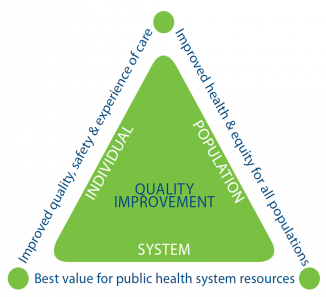 Improved quality, safety & experience of care
Improved health & equity for all populations
INDIVIDUAL
POPULATION
QUALITY
IMPROVEMENT
SYSTEM
Best value for public health system resources